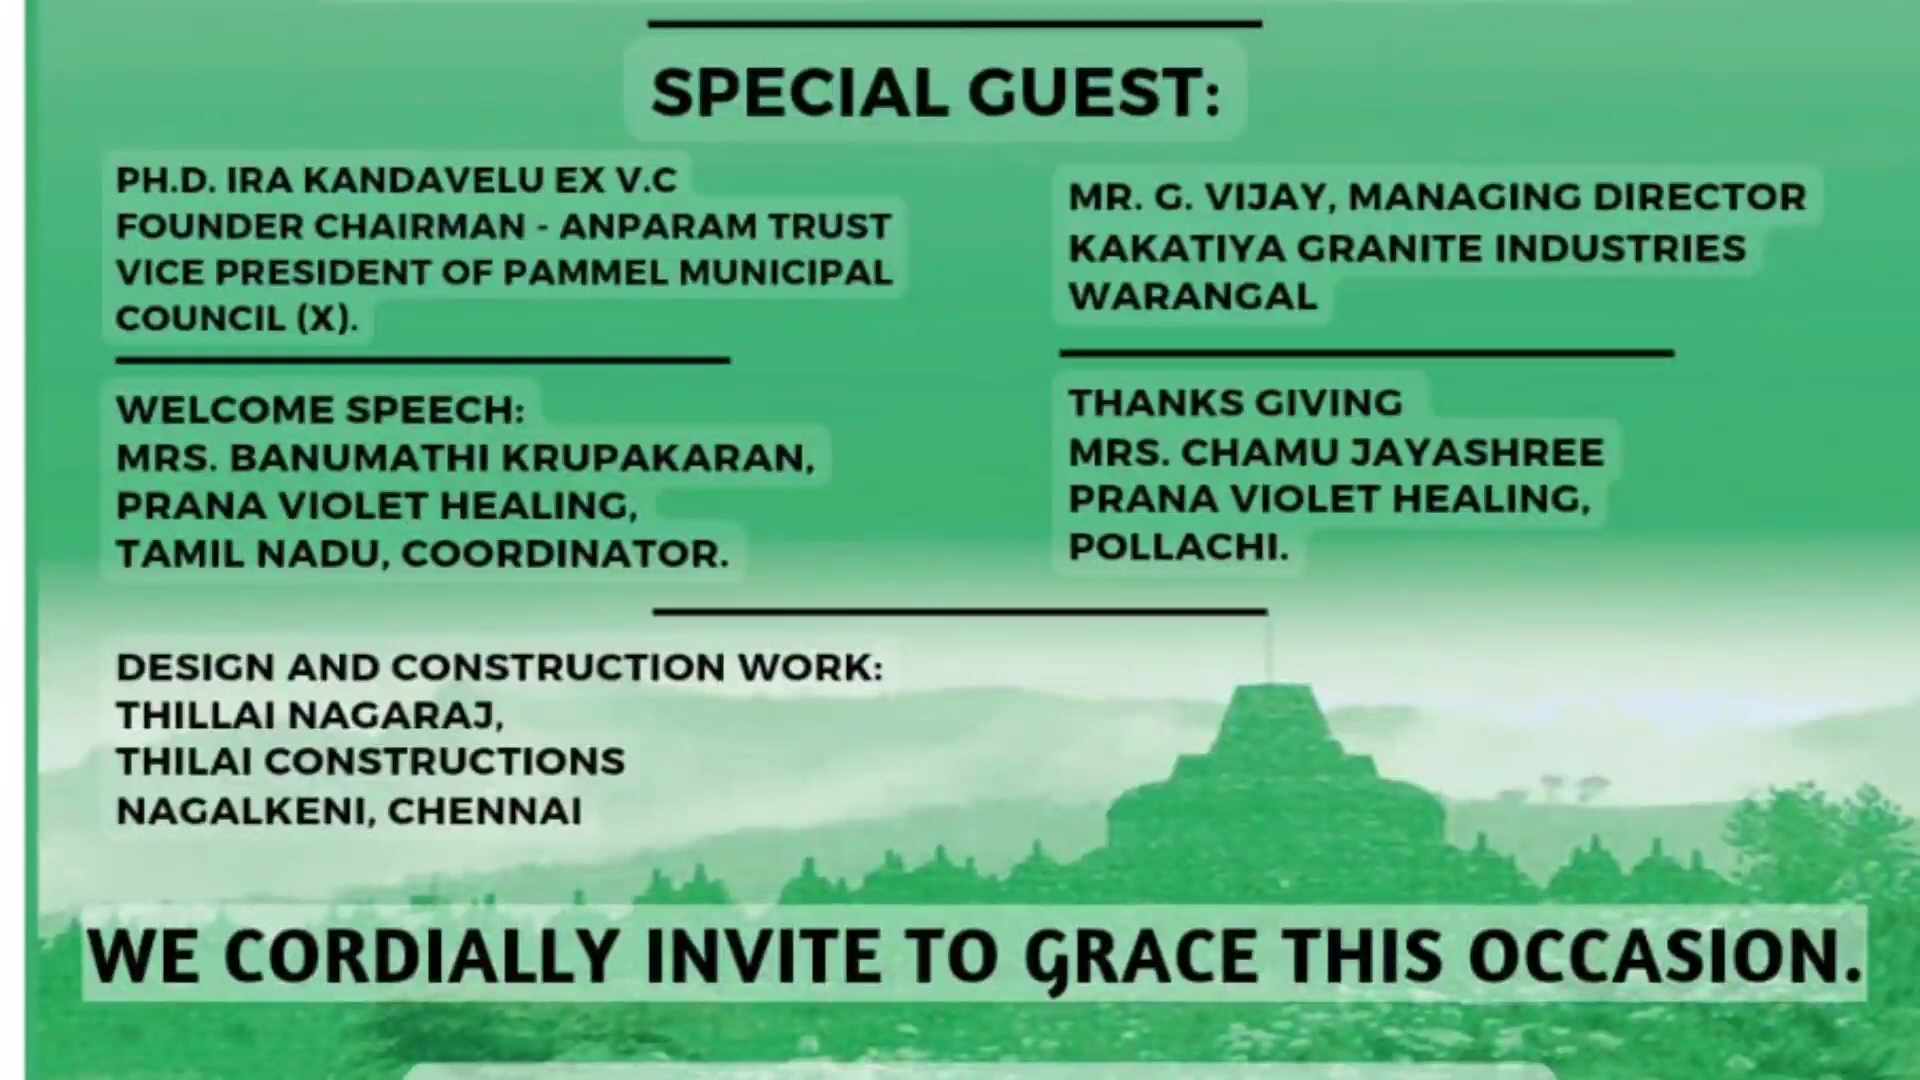 SPECIAL GUEST:
PH.D. IRA KANDAVELU EX V.C
FOUNDER CHAIRMAN - ANPARAM TRUST
VICE PRESIDENT OF PAMMEL MUNICIPAL
COUNCIL (X).
MR. G. VIJAY, MANAGING DIRECTOR
KAKATIYA GRANITE INDUSTRIES
WARANGAL
WELCOME SPEECH:
MRS. BANUMATHI KRUPAKARAN,
PRANA VIOLET HEALING,
TAMIL NADU, COORDINATOR.
THANKS GIVING
MRS. CHAMU JAYASHREE
PRANA VIOLET HEALING,
POLLACHI.
DESIGN AND CONSTRUCTION WORK:
THILLAI NAGARAJ,
THILAI CONSTRUCTIONS
NAGALKENI, CHENNAI
WE CORDIALLY INVITE TO GRACE THIS OCCASION.